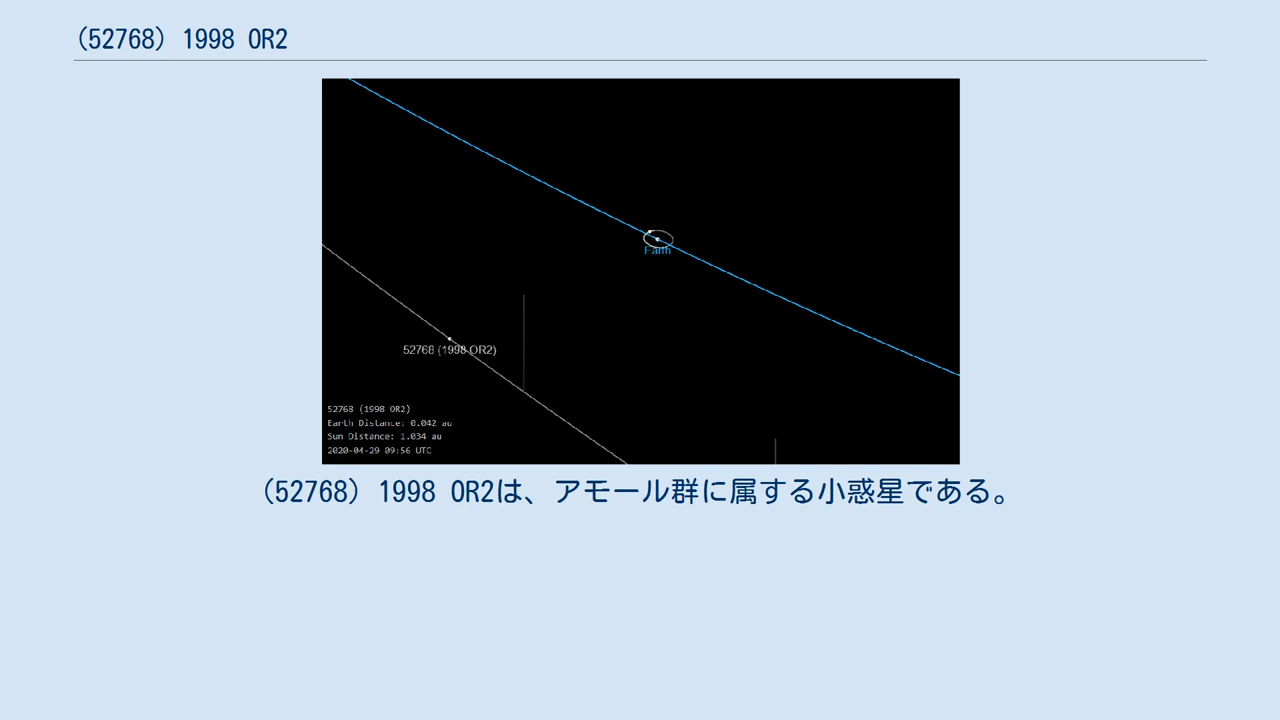 (52768) 1998 OR2
Earth
52768 (1998 OR2)
52768 (1998 OR2)
Earth Distance: 0.042 au
Sun Distance: 1.034 au
2020-04-29 09:56 UTC
(52768) 1998 OR2は、アモール群に属する小惑星である。